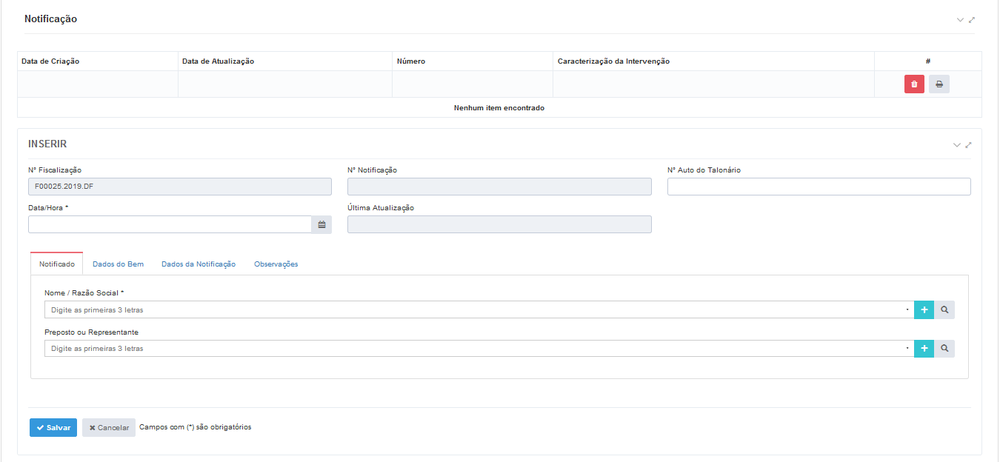 Notificação
Data de Criação Data de Atualização Número Caracterização da Intervenção #
Nenhum item encontrado
INSERIR
N° Fiscalização N° Notificação N° Auto do Talonário
F00025.2019.DF
Data/Hora * Última Atualização
Notificado Dados do Bem Dados da Notificação Observações
Nome / Razão Social *
Digite as primeiras 3 letras
Preposto ou Representante
Digite as primeiras 3 letras
Salvar Cancelar Campos com (*) são obrigatórios